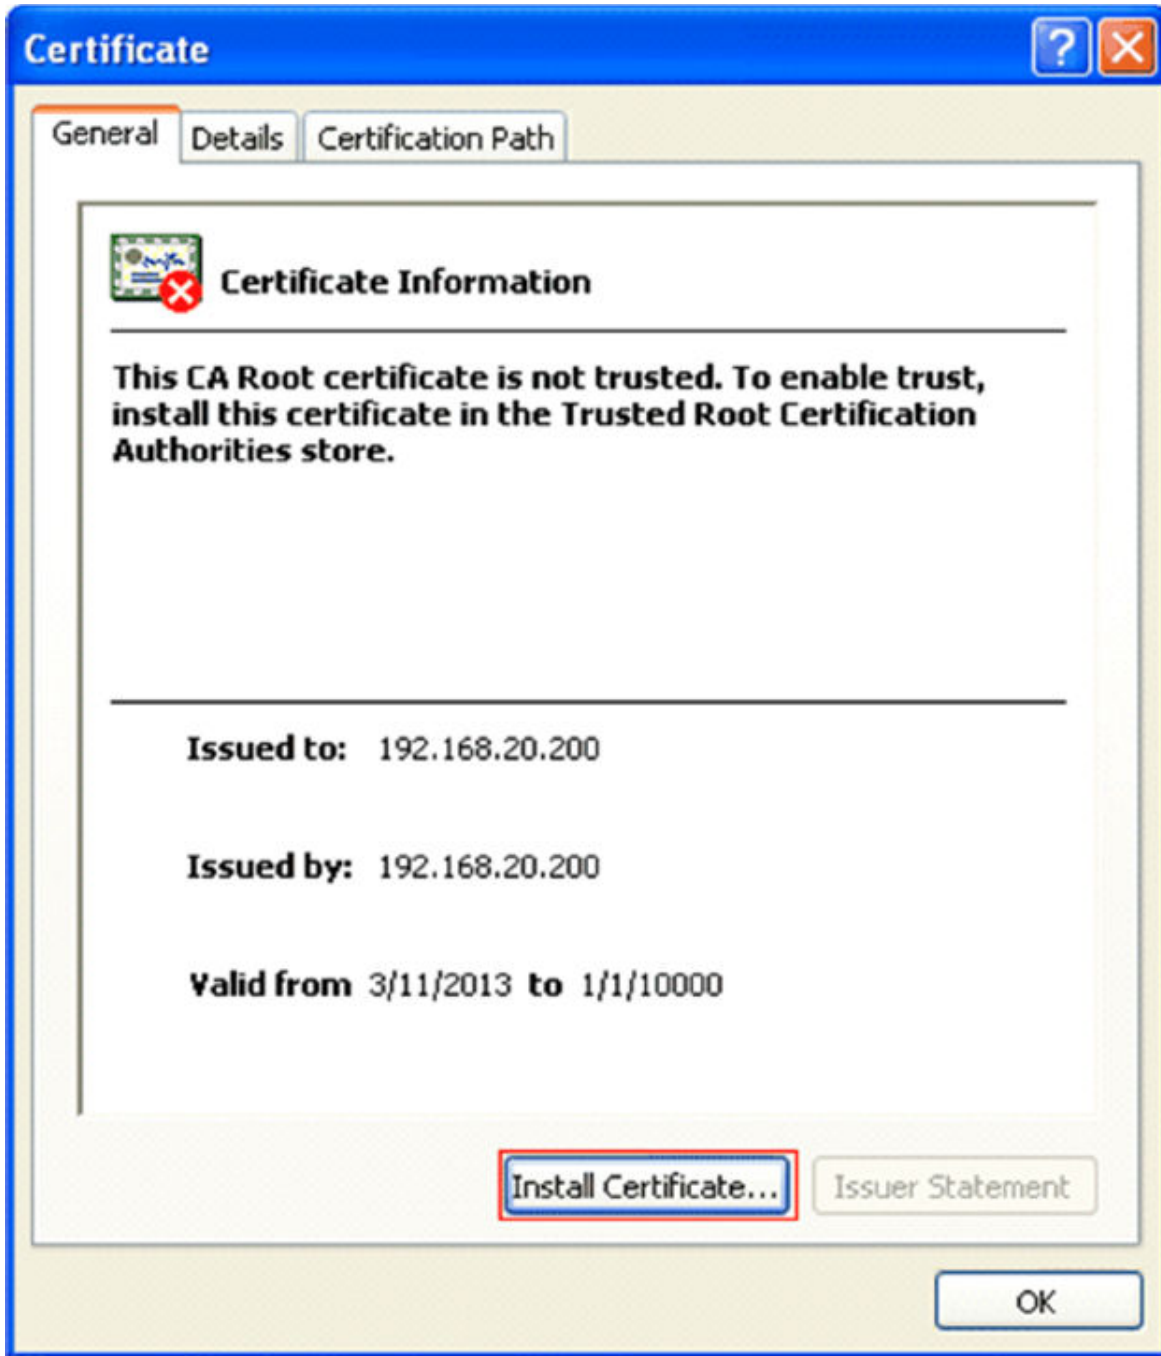 Certificate
General Details Certification Path
Certificate Information
This CA Root certificate is not trusted. To enable trust,
install this certificate in the Trusted Root Certification
Authorities store.
Issued to: 192.168.20.200
Issued by: 192.168.20.200
Valid from 3/11/2013 to 1/1/10000
Install Certificate... Issuer Statement
OK